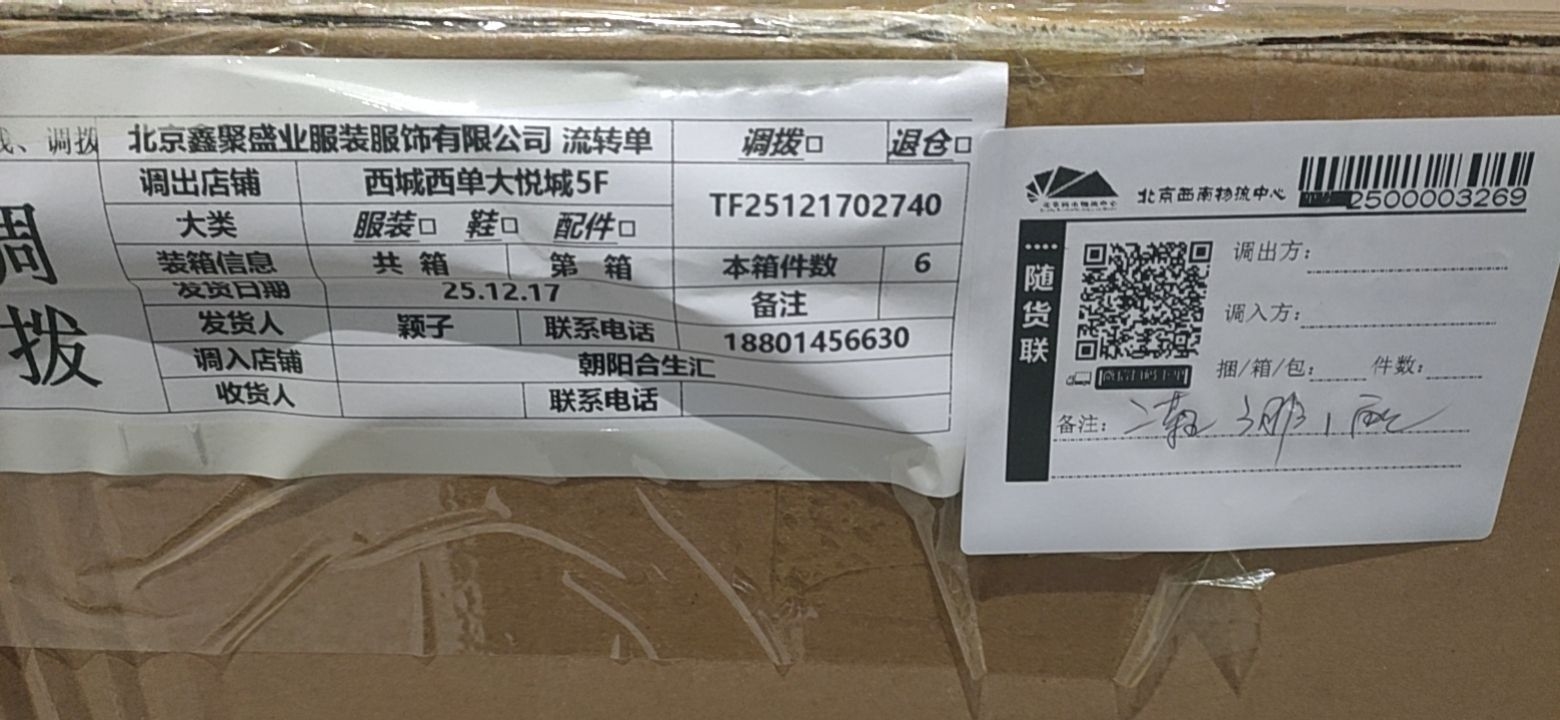 线、调拨
调拨
北京鑫聚盛业服装服饰有限公司 流转单 调拨□ 退仓□
调出店铺 西城西单大悦城5F TF25121702740
大类 服装□ 鞋□ 配件□
装箱信息 共 箱 第 箱 本箱件数 6
发货日期 25.12.17 备注
发货人 颖子 联系电话 18801456630
调入店铺 朝阳合生汇
收货人 联系电话
北京西南物流中心
2500003269
随货联
调出方:
调入方:
捆/箱/包: 件数:
备注: